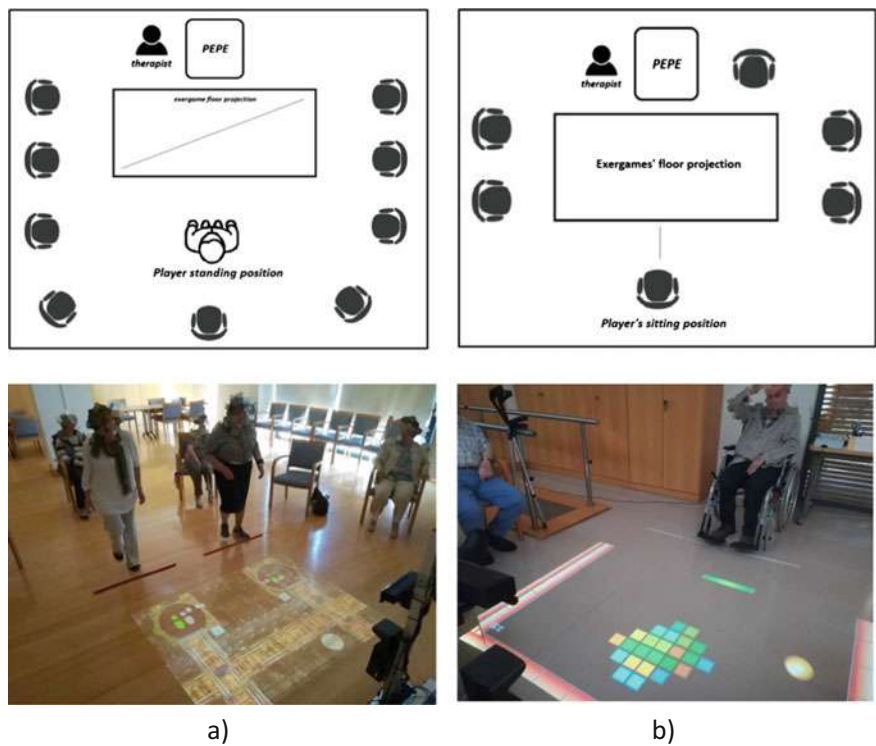 PEPE
therapist
exergame floor projection
Player standing position
PEPE
therapist
Exergames' floor projection
Player's sitting position
a)
b)